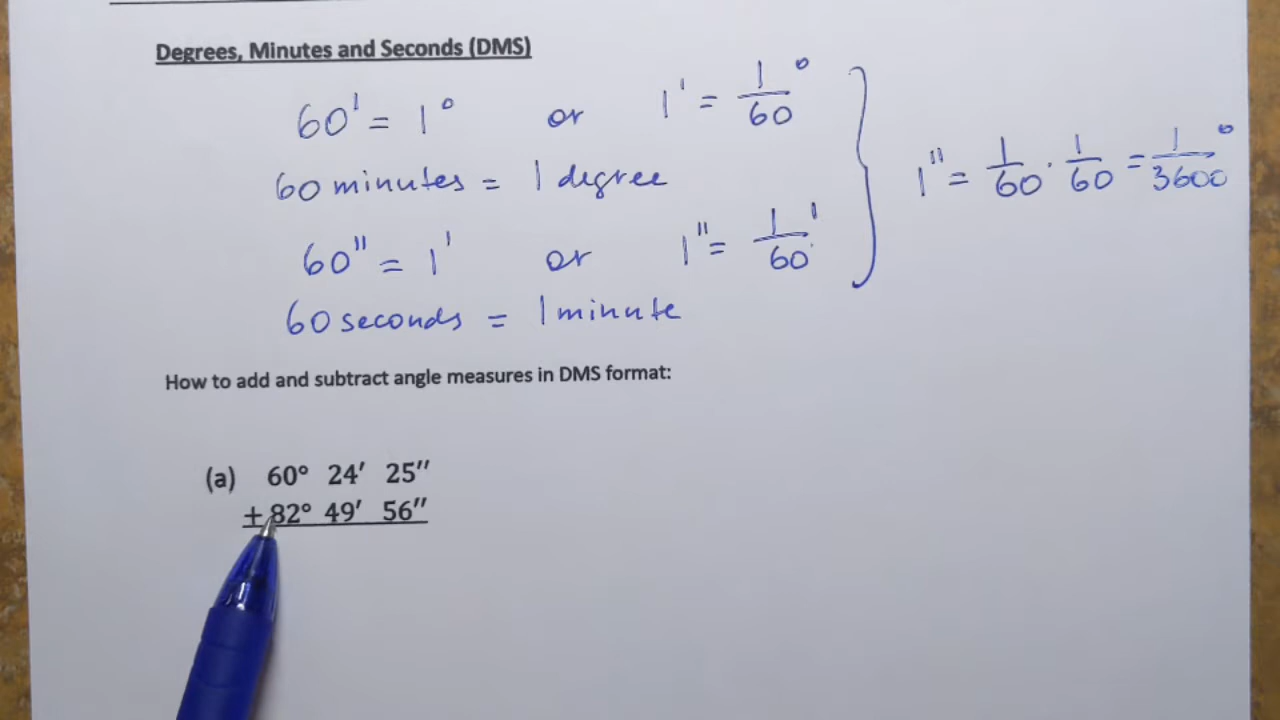 Degrees, Minutes and Seconds (DMS)
60' = 1° or 1' = 1/60°
60 minutes = 1 degree
1" = 1/60 · 1/60 = 1/3600°
60" = 1' or 1" = 1/60'
60 seconds = 1 minute
How to add and subtract angle measures in DMS format:
(a) 60° 24′ 25″
+ 82° 49′ 56″